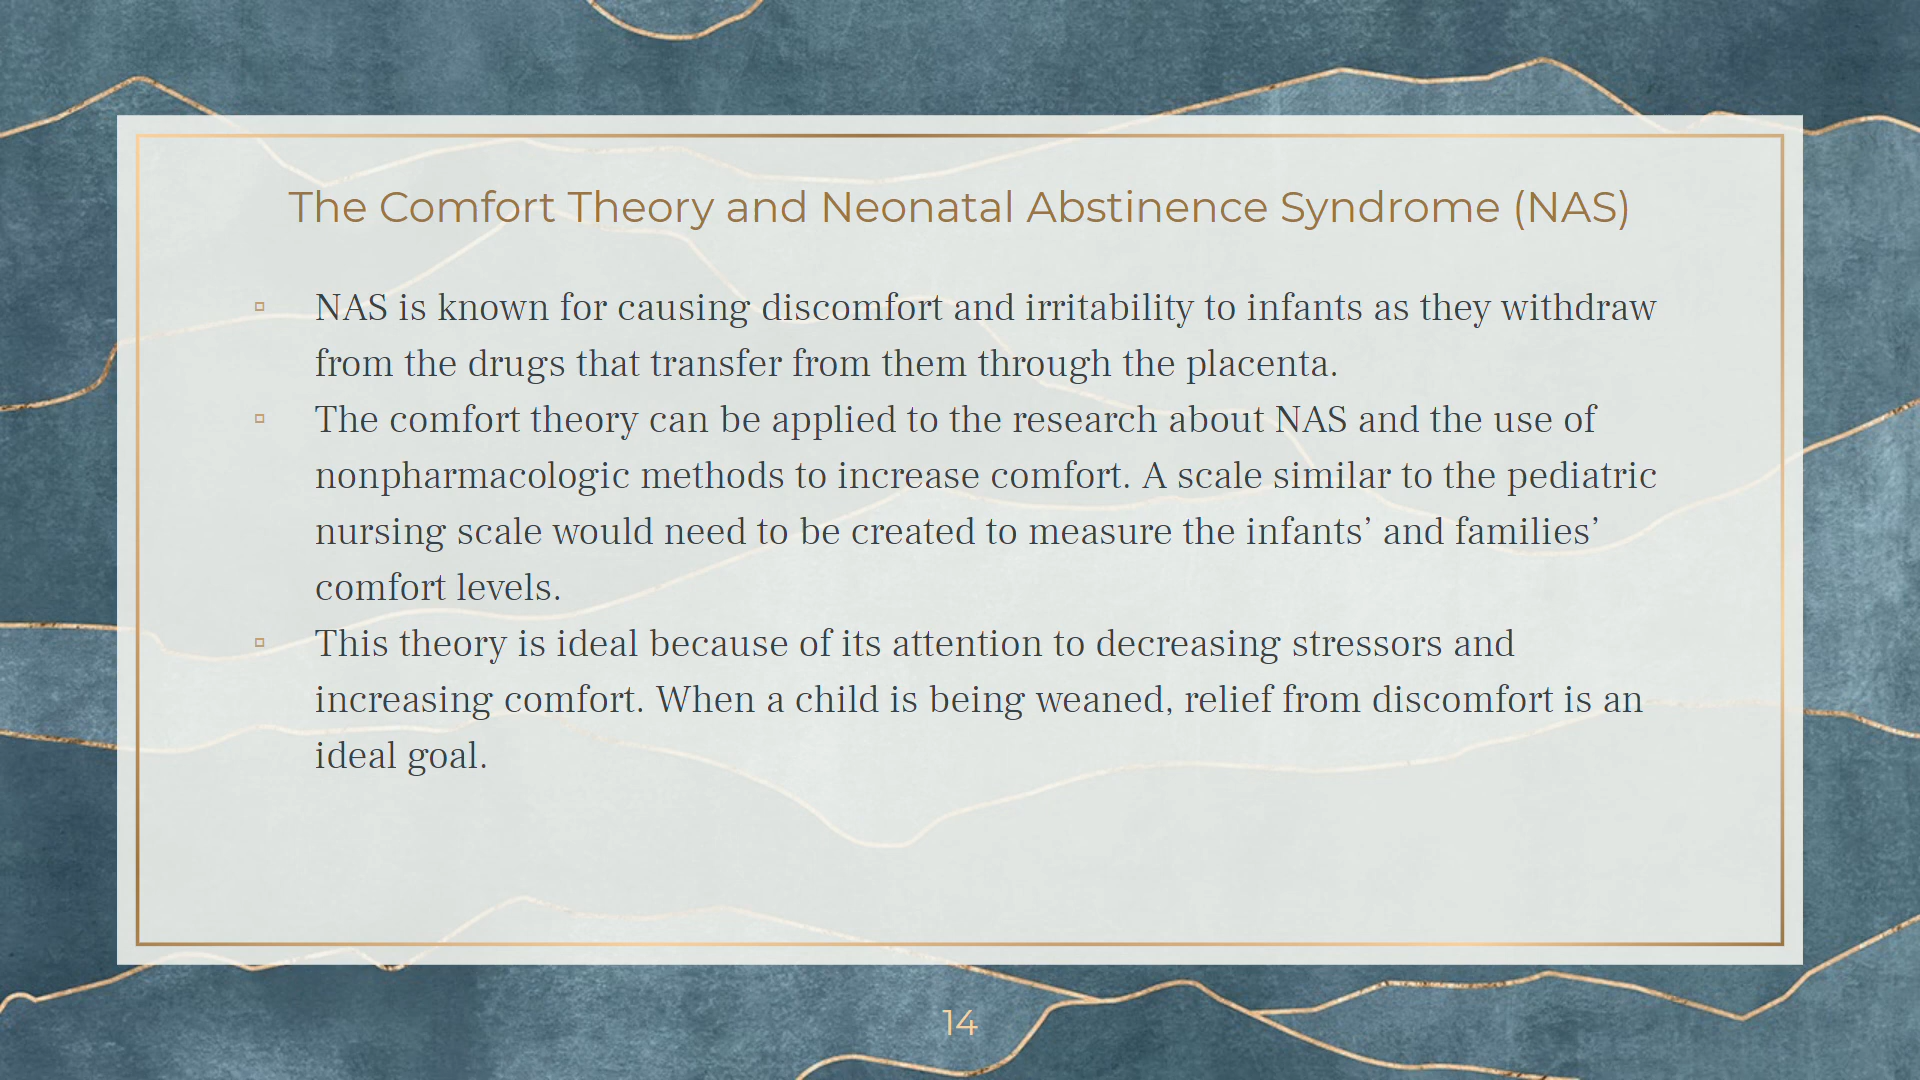 The Comfort Theory and Neonatal Abstinence Syndrome (NAS)
▫ NAS is known for causing discomfort and irritability to infants as they withdraw
from the drugs that transfer from them through the placenta.
▫ The comfort theory can be applied to the research about NAS and the use of
nonpharmacologic methods to increase comfort. A scale similar to the pediatric
nursing scale would need to be created to measure the infants’ and families’
comfort levels.
▫ This theory is ideal because of its attention to decreasing stressors and
increasing comfort. When a child is being weaned, relief from discomfort is an
ideal goal.
14